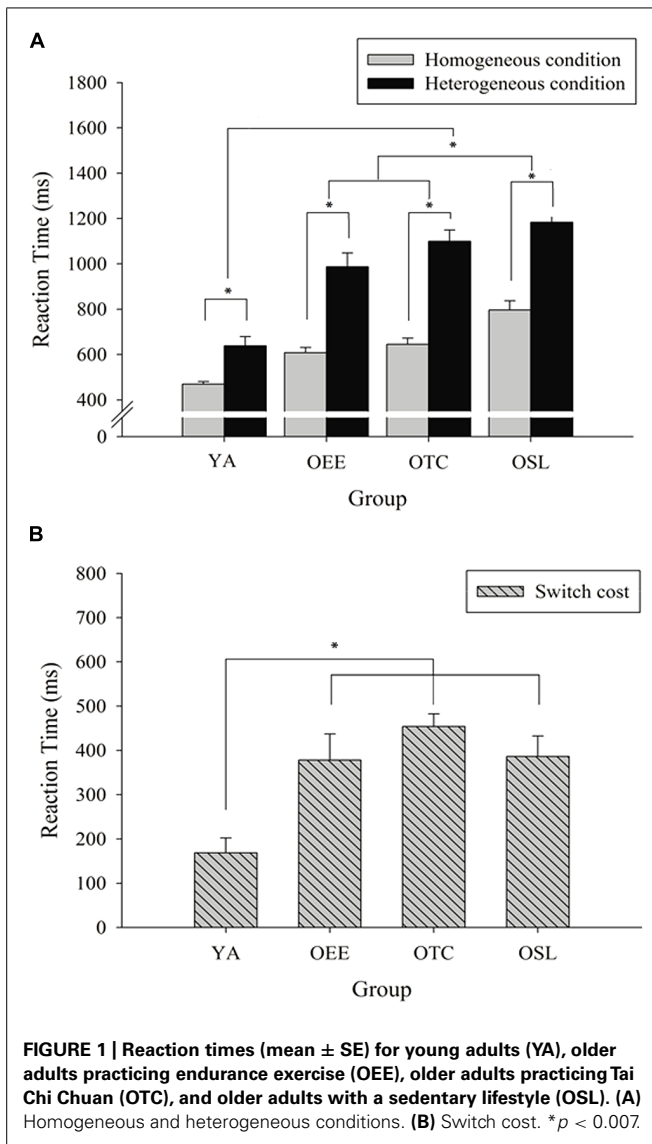 A
Homogeneous condition
Heterogeneous condition
1800
1600
1400
1200
1000
800
600
400
0
Reaction Time (ms)
*
*
*
*
*
*
YA OEE OTC OSL
Group
B
Switch cost
800
700
600
500
400
300
200
100
0
Reaction Time (ms)
*
YA OEE OTC OSL
Group
FIGURE 1 | Reaction times (mean ± SE) for young adults (YA), older
adults practicing endurance exercise (OEE), older adults practicing Tai
Chi Chuan (OTC), and older adults with a sedentary lifestyle (OSL). (A)
Homogeneous and heterogeneous conditions. (B) Switch cost. *p < 0.007.